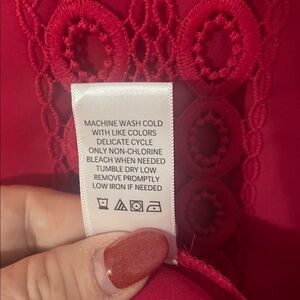 MACHINE WASH COLD
WITH LIKE COLORS
DELICATE CYCLE
ONLY NON-CHLORINE
BLEACH WHEN NEEDED
TUMBLE DRY LOW
REMOVE PROMPTLY
LOW IRON IF NEEDED